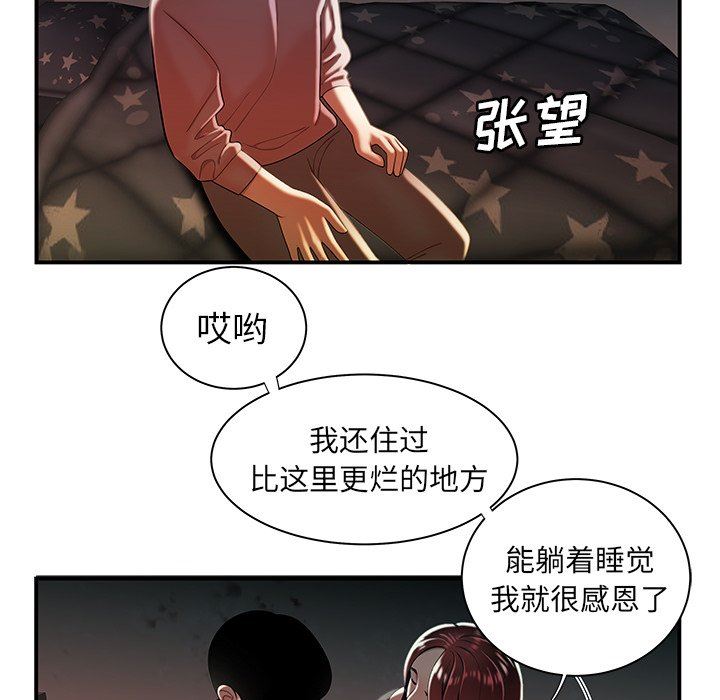 张望
哎哟
我还住过
比这里更烂的地方
能躺着睡觉
我就很感恩了